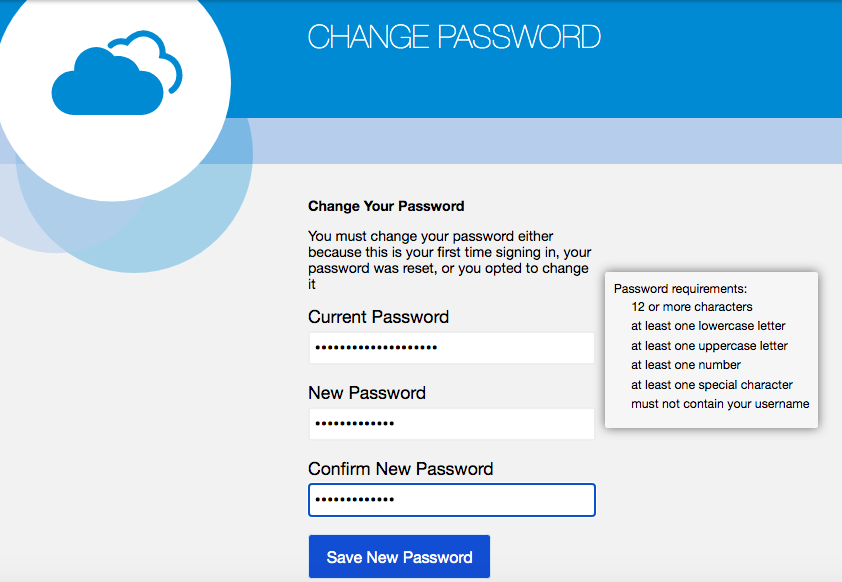 CHANGE PASSWORD
Change Your Password
You must change your password either
because this is your first time signing in, your
password was reset, or you opted to change
it
Current Password
••••••••••••••••••••
New Password
•••••••••••••
Confirm New Password
•••••••••••••
Save New Password
Password requirements:
12 or more characters
at least one lowercase letter
at least one uppercase letter
at least one number
at least one special character
must not contain your username